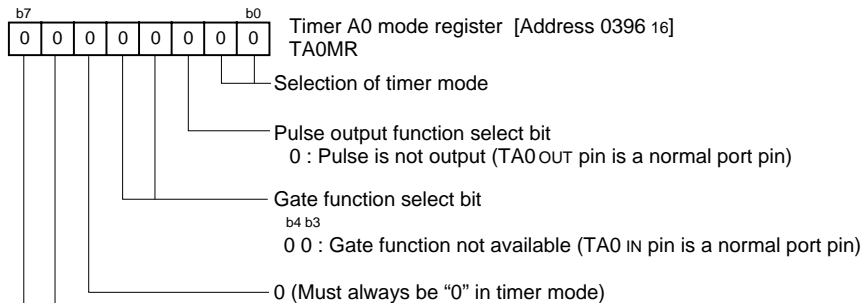 b7 b0
0 0 0 0 0 0 0 0
Timer A0 mode register [Address 0396 16]
TA0MR
Selection of timer mode
Pulse output function select bit
0 : Pulse is not output (TA0 OUT pin is a normal port pin)
Gate function select bit
b4 b3
0 0 : Gate function not available (TA0 IN pin is a normal port pin)
0 (Must always be “0” in timer mode)